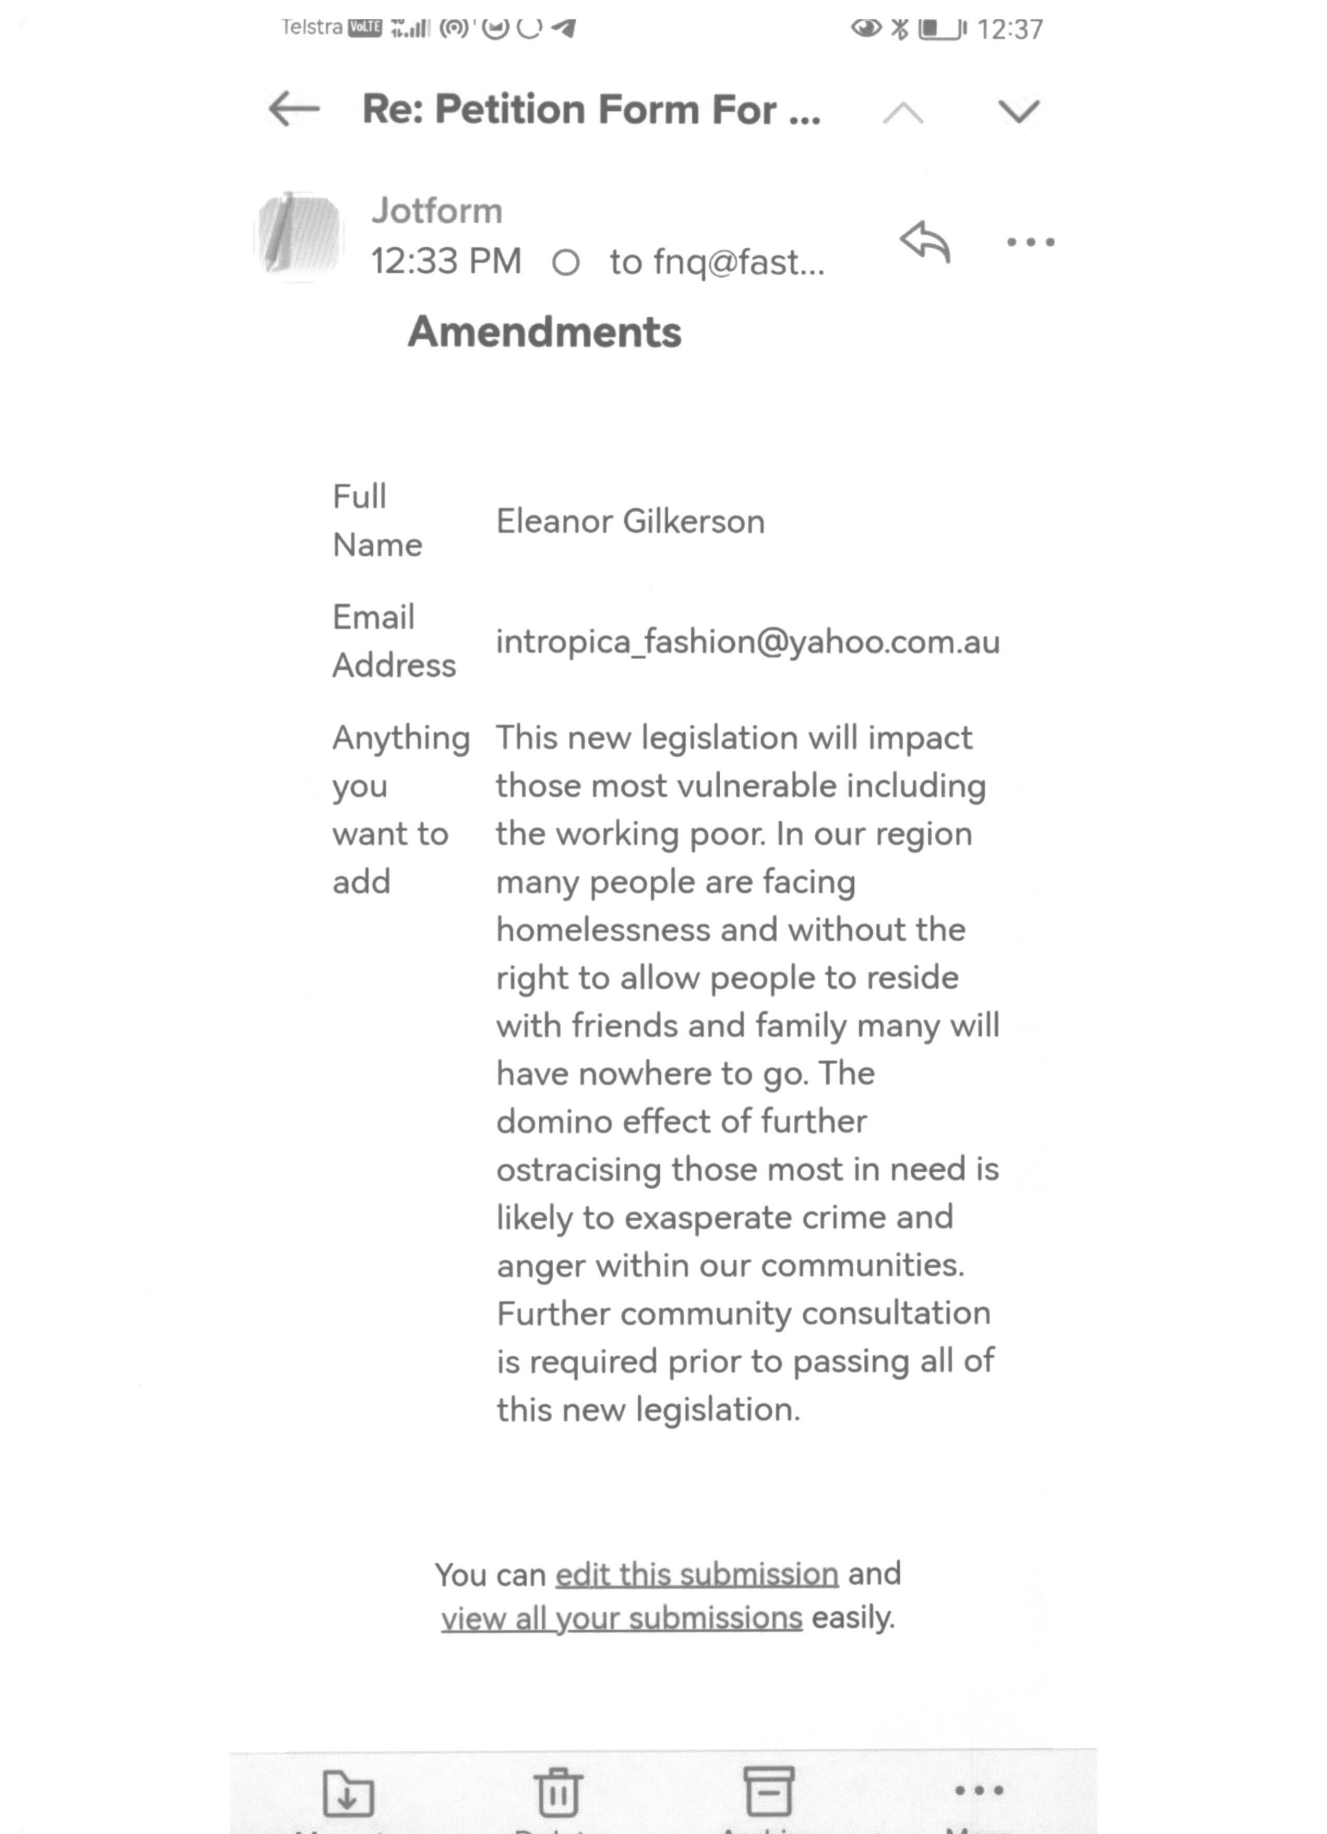 Telstra VoLTE 12:37
Re: Petition Form For ...
Jotform
12:33 PM to fnq@fast...
Amendments
Full
Name
Eleanor Gilkerson
Email
Address
intropica_fashion@yahoo.com.au
Anything
you
want to
add
This new legislation will impact
those most vulnerable including
the working poor. In our region
many people are facing
homelessness and without the
right to allow people to reside
with friends and family many will
have nowhere to go. The
domino effect of further
ostracising those most in need is
likely to exasperate crime and
anger within our communities.
Further community consultation
is required prior to passing all of
this new legislation.
You can edit this submission and
view all your submissions easily.